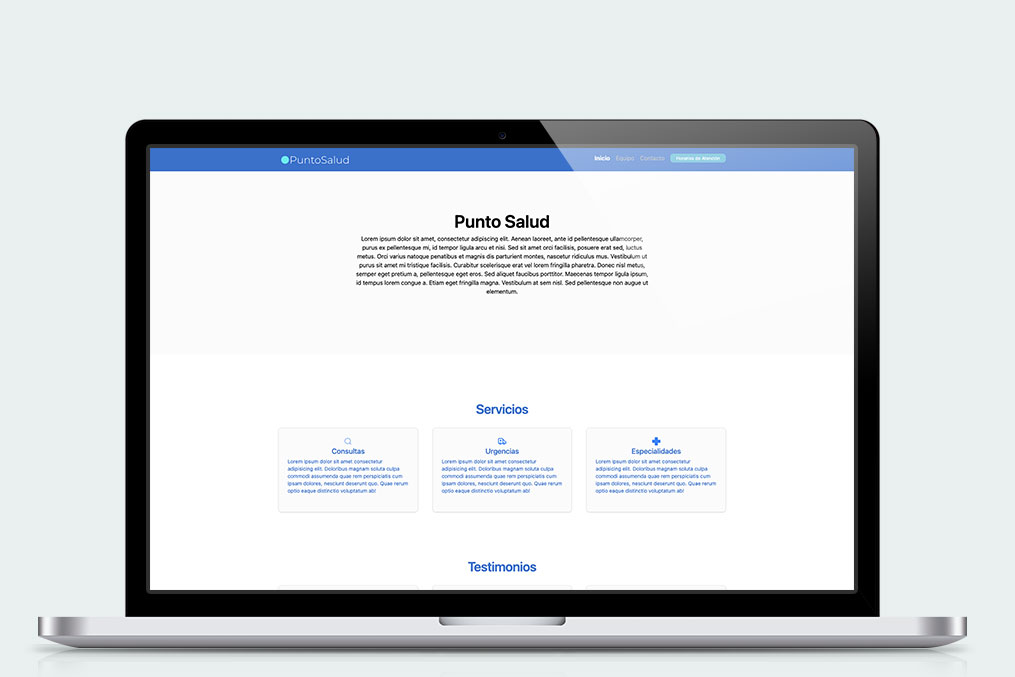 PuntoSalud
Inicio Equipo Contacto Horarios de Atención
Punto Salud
Lorem ipsum dolor sit amet, consectetur adipiscing elit. Aenean laoreet, ante id pellentesque ullamcorper,
purus ex pellentesque mi, id tempor ligula arcu et nisi. Sed sit amet orci facilisis, posuere erat sed, luctus
metus. Orci varius natoque penatibus et magnis dis parturient montes, nascetur ridiculus mus. Vestibulum ut
purus sit amet mi tristique facilisis. Curabitur scelerisque erat vel lorem fringilla pharetra. Donec nisl metus,
semper eget pretium a, pellentesque eget eros. Sed aliquet faucibus porttitor. Maecenas tempor ligula ipsum,
id tempus lorem congue a. Etiam eget fringilla magna. Vestibulum at sem nisl. Sed pellentesque non augue ut
elementum.
Servicios
Consultas
Lorem ipsum dolor sit amet consectetur
adipisicing elit. Doloribus magnam soluta culpa
commodi assumenda quae rem perspiciatis cum
ipsam dolores, nesciunt deserunt quo. Quae rerum
optio eaque distinctio voluptatum ab!
Urgencias
Lorem ipsum dolor sit amet consectetur
adipisicing elit. Doloribus magnam soluta culpa
commodi assumenda quae rem perspiciatis cum
ipsam dolores, nesciunt deserunt quo. Quae rerum
optio eaque distinctio voluptatum ab!
Especialidades
Lorem ipsum dolor sit amet consectetur
adipisicing elit. Doloribus magnam soluta culpa
commodi assumenda quae rem perspiciatis cum
ipsam dolores, nesciunt deserunt quo. Quae rerum
optio eaque distinctio voluptatum ab!
Testimonios